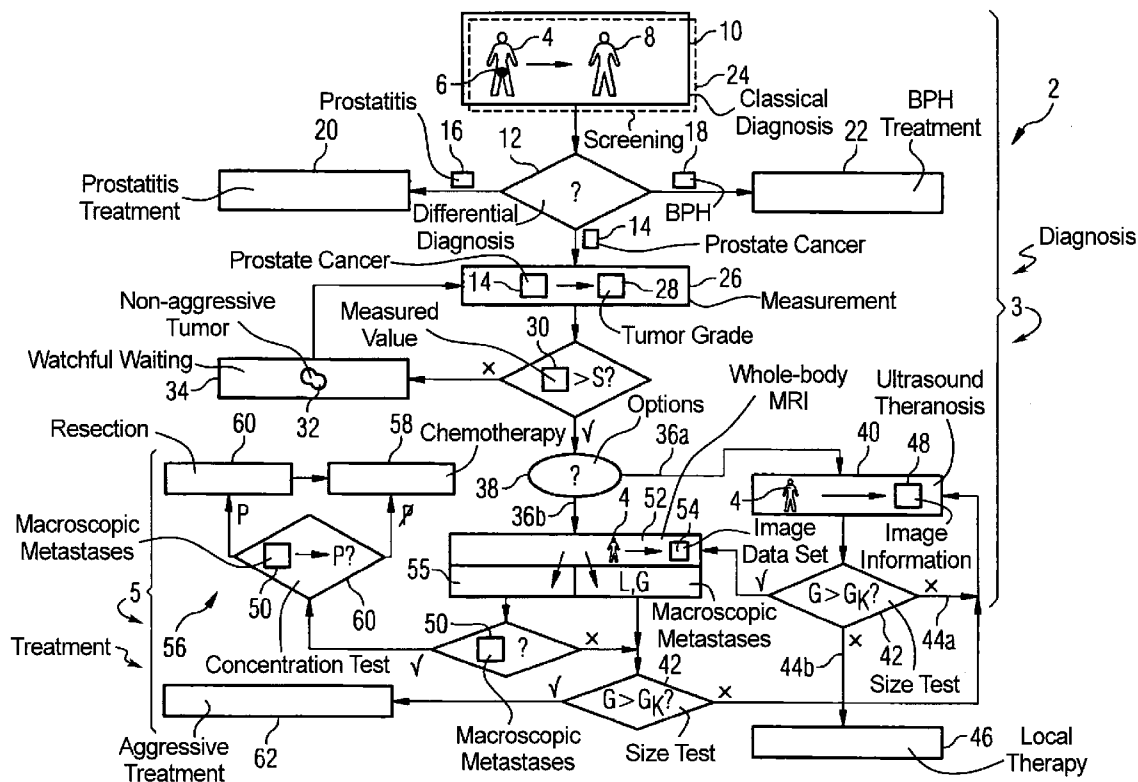 4
8
10
6
24
2
Prostatitis
Classical
Diagnosis
BPH
Treatment
20
16
12
Screening
18
22
Prostatitis
Treatment
?
Differential
Diagnosis
BPH
14
Prostate Cancer
Diagnosis
Prostate Cancer
26
14
28
Measurement
3
Non-aggressive
Tumor
Measured
Value
Tumor Grade
Watchful Waiting
30
> S?
x
Whole-body
MRI
Ultrasound
Theranosis
34
32
√
Options
Resection
60
58
Chemotherapy
36a
40
48
?
38
4
P
P
36b
4
52
54
Image
Data Set
Image
Information
Macroscopic
Metastases
P?
55
L,G
√
G > GK?
x
5
50
60
Macroscopic
Metastases
44a
56
50
?
x
x
42
Treatment
Concentration Test
√
42
44b
Size Test
√
G > GK?
x
62
Macroscopic
Metastases
Size Test
46
Aggressive
Treatment
Local
Therapy